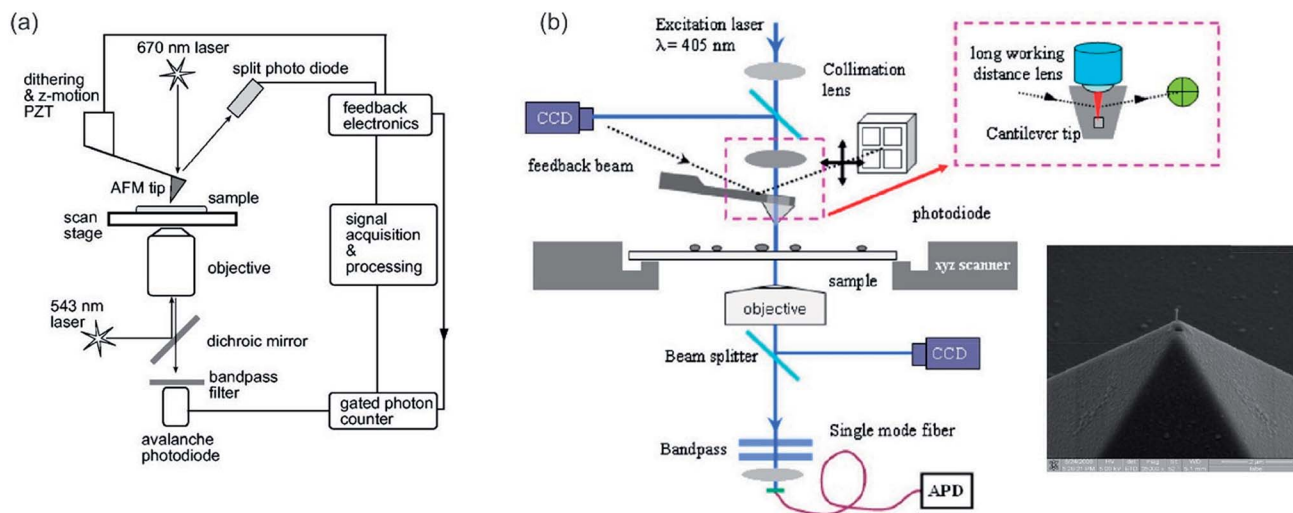 (a)
670 nm laser
split photo diode
dithering
& z-motion
PZT
feedback
electronics
AFM tip
sample
scan
stage
signal
acquisition
&
processing
objective
543 nm
laser
dichroic mirror
bandpass
filter
gated photon
counter
avalanche
photodiode
(b)
Excitation laser
λ= 405 nm
Collimation
lens
CCD
feedback beam
long working
distance lens
Cantilever tip
photodiode
xyz scanner
sample
objective
Beam splitter
CCD
Bandpass
Single mode fiber
APD